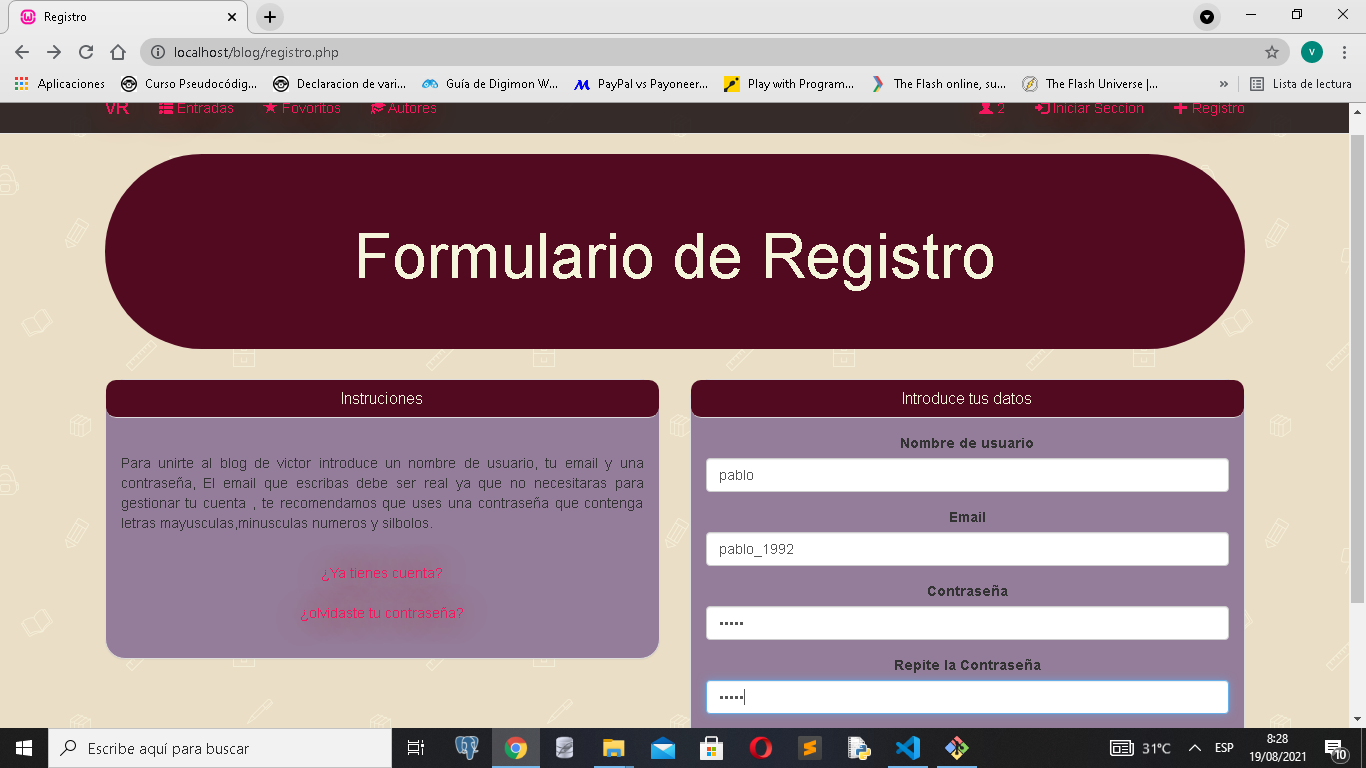 Registro
localhost/blog/registro.php
V
Aplicaciones
Curso Pseudocódig...
Declaracion de vari...
Guía de Digimon W...
PayPal vs Payoneer...
Play with Program...
The Flash online, su...
The Flash Universe |...
»
Lista de lectura
VR Entradas Fovoritos Autores 2 Iniciar Seccion Registro
Formulario de Registro
Instruciones
Para unirte al blog de victor introduce un nombre de usuario, tu email y una
contraseña, El email que escribas debe ser real ya que no necesitaras para
gestionar tu cuenta , te recomendamos que uses una contraseña que contenga
letras mayusculas,minusculas numeros y silbolos.
¿Ya tienes cuenta?
¿olvidaste tu contraseña?
Introduce tus datos
Nombre de usuario
pablo
Email
pablo_1992
Contraseña
•••••
Repite la Contraseña
•••••
Escribe aquí para buscar
31°C
ESP
8:28
19/08/2021
10